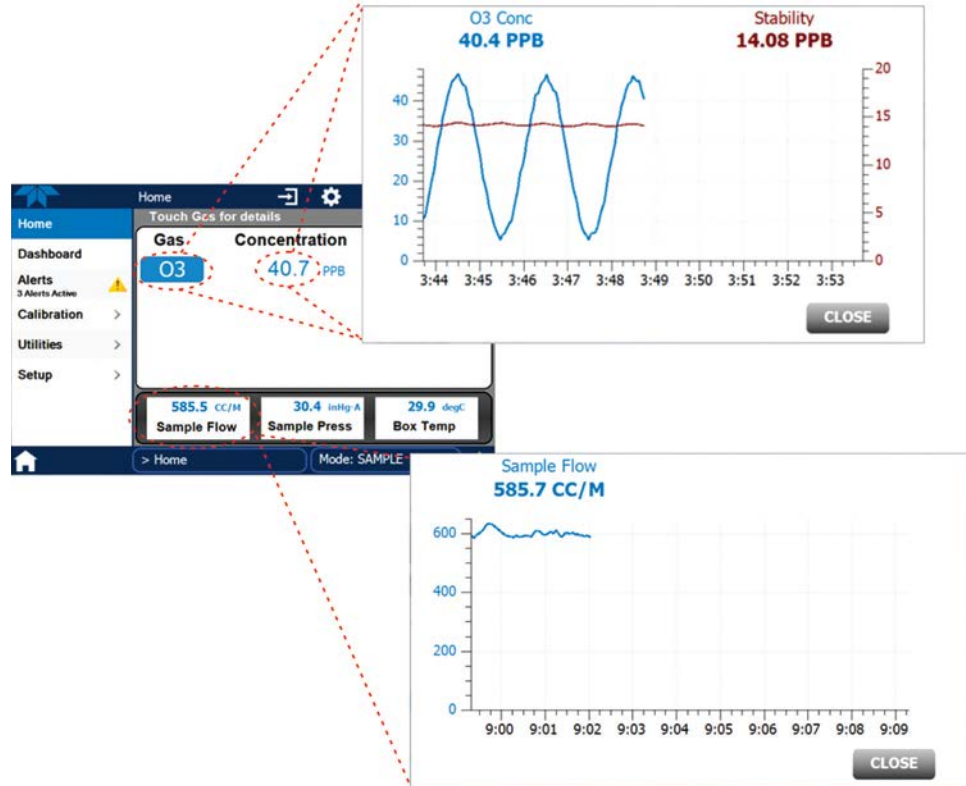 O3 Conc
40.4 PPB
Stability
14.08 PPB
40
30
20
10
0
20
15
10
5
0
3:44 3:45 3:46 3:47 3:48 3:49 3:50 3:51 3:52 3:53
CLOSE
Home
Home
Touch Gas for details
Gas Concentration
O3 40.7 PPB
Dashboard
Alerts
3 Alerts Active
Calibration >
Utilities >
Setup >
585.5 CC/M
Sample Flow
30.4 inHg-A
Sample Press
29.9 degC
Box Temp
> Home
Mode: SAMPLE
Sample Flow
585.7 CC/M
600
400
200
0
9:00 9:01 9:02 9:03 9:04 9:05 9:06 9:07 9:08 9:09
CLOSE